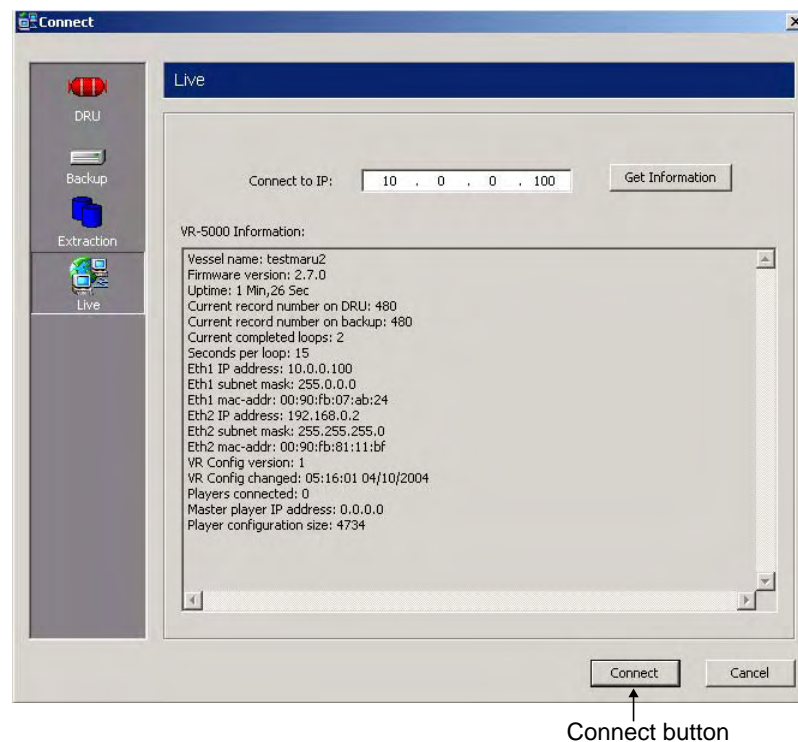 Connect
DRU
Backup
Extraction
Live
Live
Connect to IP: 10 . 0 . 0 . 100 Get Information
VR-5000 Information:
Vessel name: testmaru2
Firmware version: 2.7.0
Uptime: 1 Min,26 Sec
Current record number on DRU: 480
Current record number on backup: 480
Current completed loops: 2
Seconds per loop: 15
Eth1 IP address: 10.0.0.100
Eth1 subnet mask: 255.0.0.0
Eth1 mac-addr: 00:90:fb:07:ab:24
Eth2 IP address: 192.168.0.2
Eth2 subnet mask: 255.255.255.0
Eth2 mac-addr: 00:90:fb:81:11:bf
VR Config version: 1
VR Config changed: 05:16:01 04/10/2004
Players connected: 0
Master player IP address: 0.0.0.0
Player configuration size: 4734
Connect Cancel
Connect button